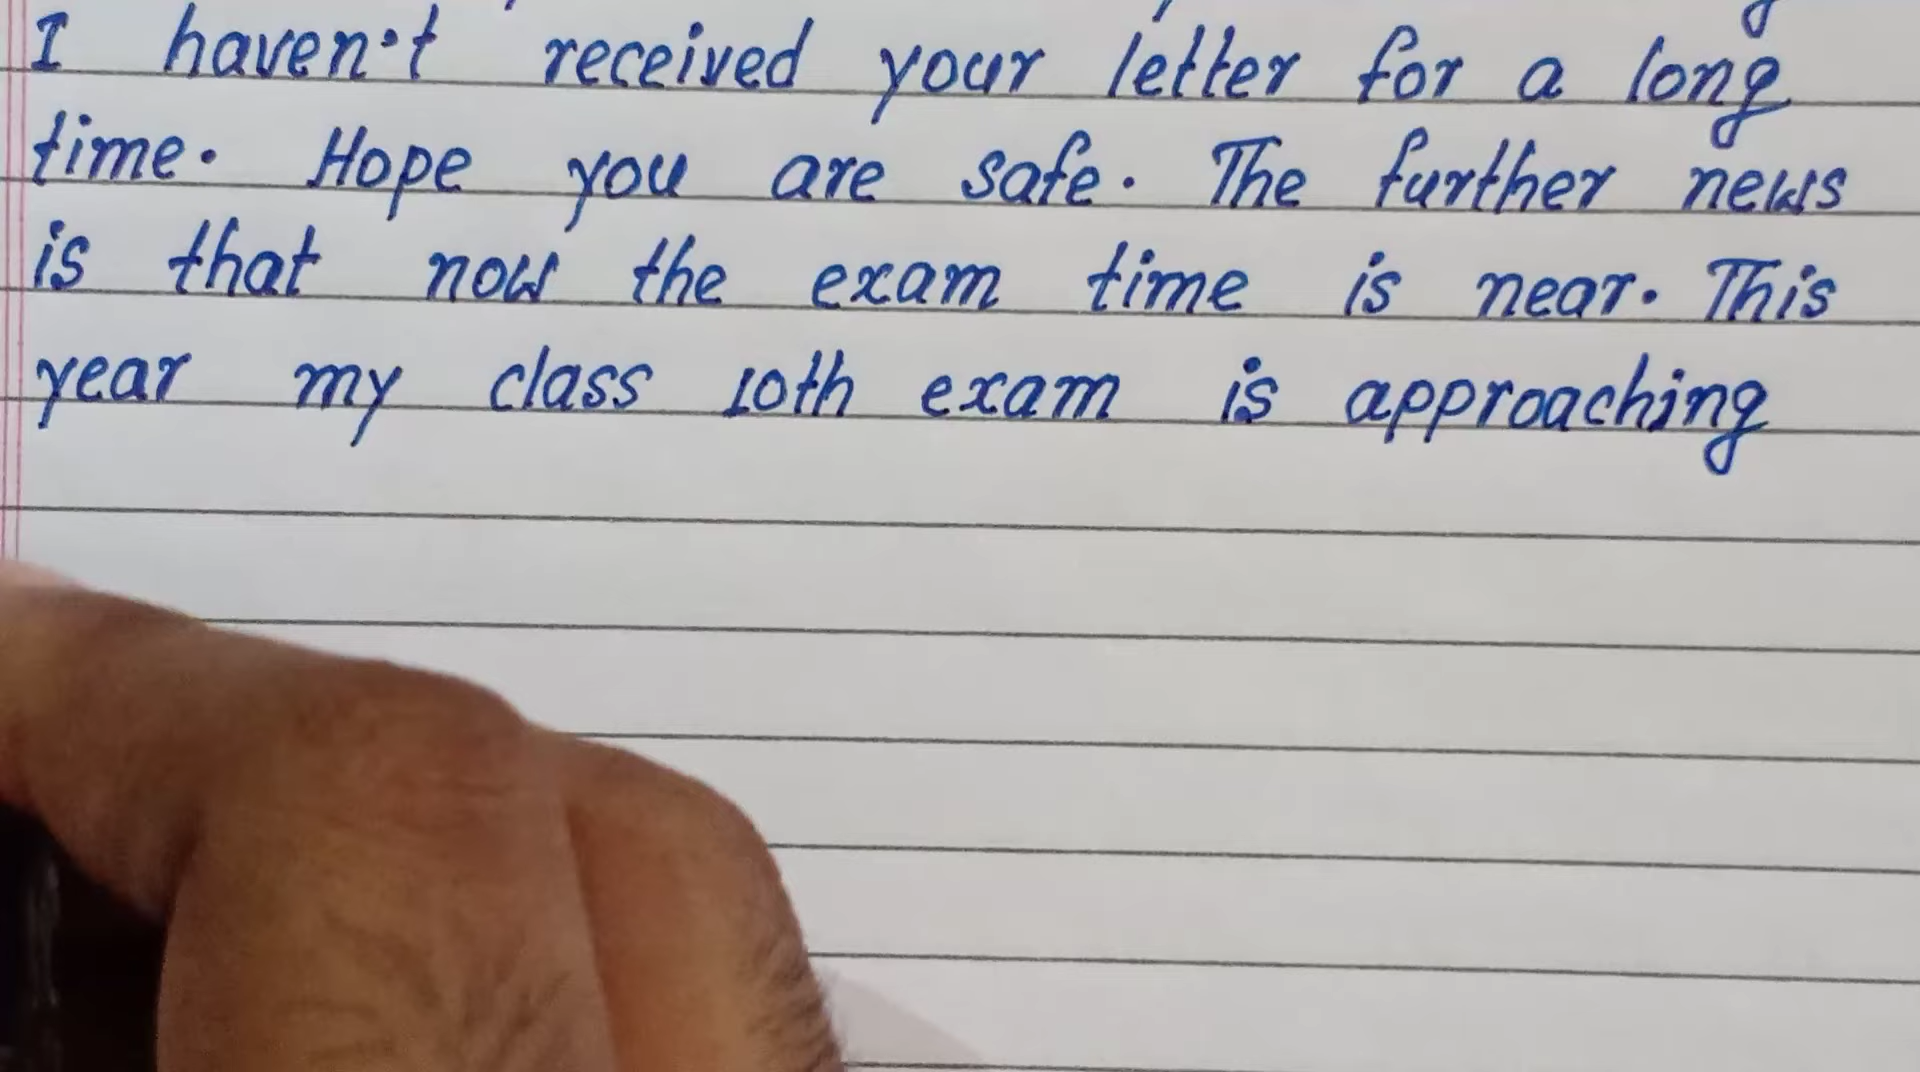 I haven't received your letter for a long
time. Hope you are safe. The further news
is that now the exam time is near. This
year my class 10th exam is approaching